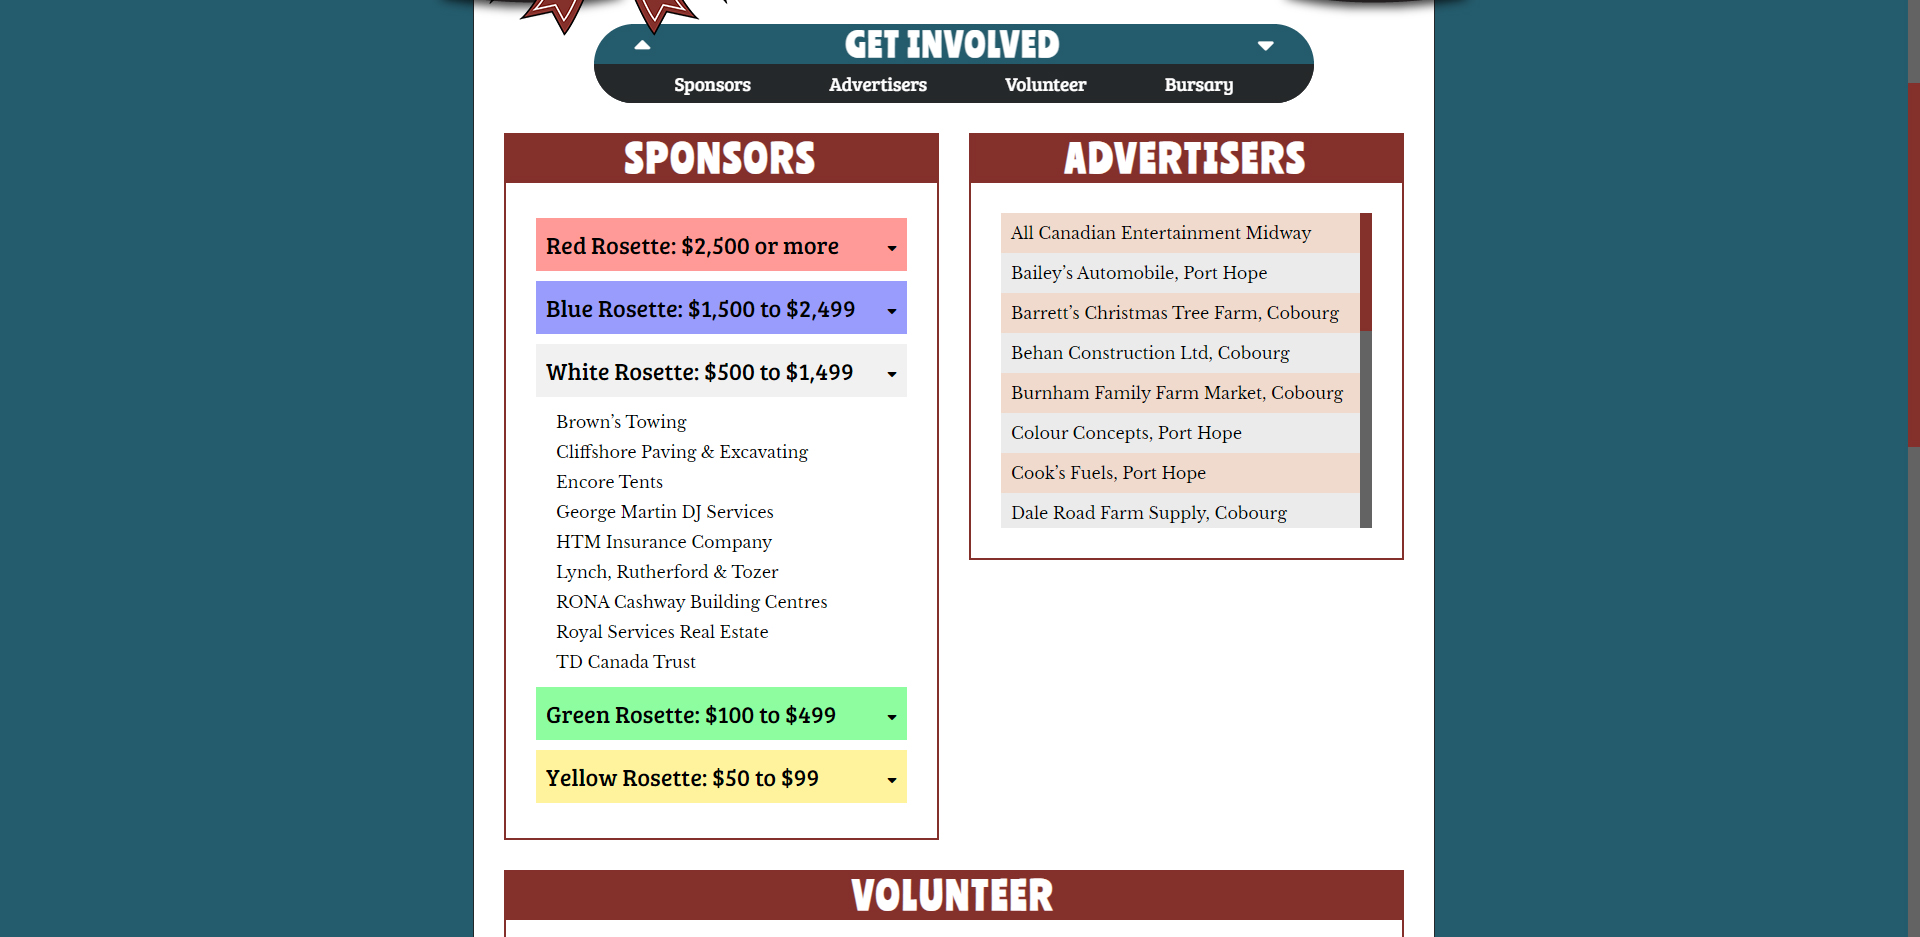 GET INVOLVED
Sponsors Advertisers Volunteer Bursary
SPONSORS
Red Rosette: $2,500 or more
Blue Rosette: $1,500 to $2,499
White Rosette: $500 to $1,499
Brown’s Towing
Cliffshore Paving & Excavating
Encore Tents
George Martin DJ Services
HTM Insurance Company
Lynch, Rutherford & Tozer
RONA Cashway Building Centres
Royal Services Real Estate
TD Canada Trust
Green Rosette: $100 to $499
Yellow Rosette: $50 to $99
ADVERTISERS
All Canadian Entertainment Midway
Bailey’s Automobile, Port Hope
Barrett’s Christmas Tree Farm, Cobourg
Behan Construction Ltd, Cobourg
Burnham Family Farm Market, Cobourg
Colour Concepts, Port Hope
Cook’s Fuels, Port Hope
Dale Road Farm Supply, Cobourg
VOLUNTEER